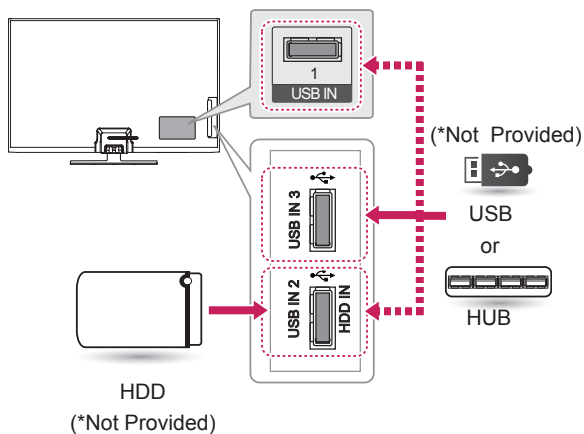 1
USB IN
(*Not Provided)
USB IN 3
USB
or
USB IN 2
HDD IN
HUB
HDD
(*Not Provided)